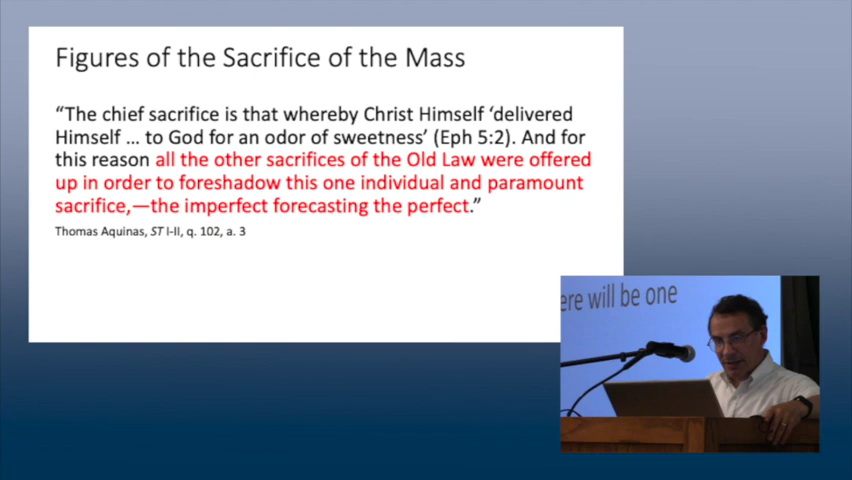 Figures of the Sacrifice of the Mass
“The chief sacrifice is that whereby Christ Himself ‘delivered
Himself ... to God for an odor of sweetness’ (Eph 5:2). And for
this reason all the other sacrifices of the Old Law were offered
up in order to foreshadow this one individual and paramount
sacrifice,—the imperfect forecasting the perfect.”
Thomas Aquinas, ST I-II, q. 102, a. 3
will be one